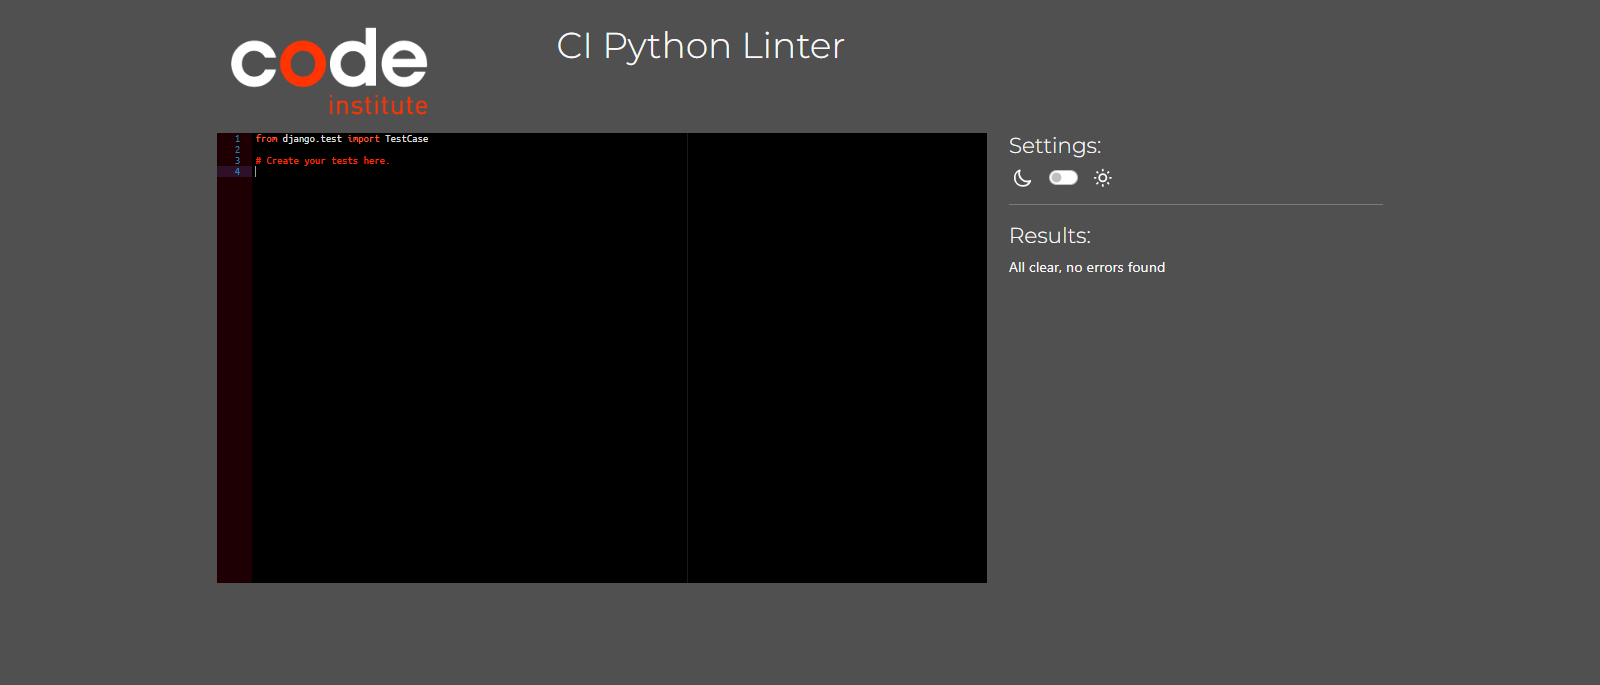 code
institute
CI Python Linter
1 from django.test import TestCase
2
3 # Create your tests here.
4
Settings:
Results:
All clear, no errors found